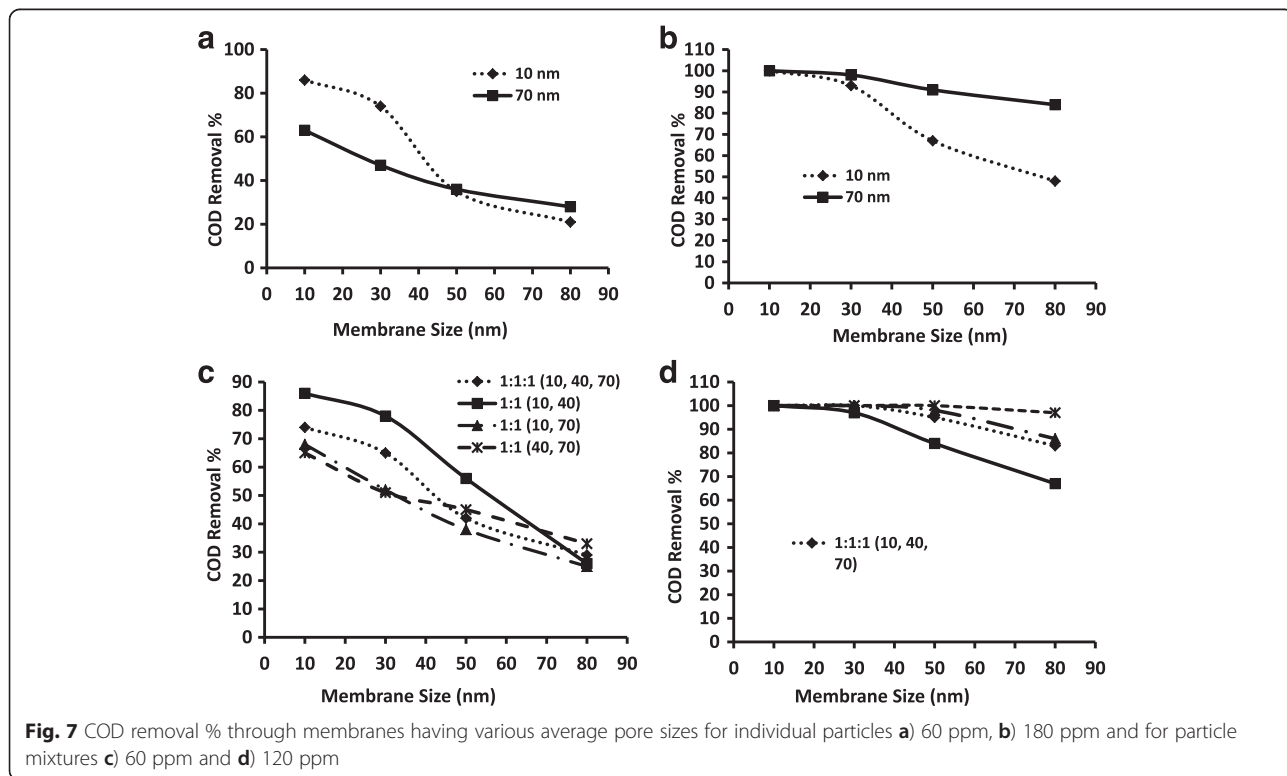 a
100
80
60
40
20
0
COD Removal %
10 nm
70 nm
0 10 20 30 40 50 60 70 80 90
Membrane Size (nm)
b
110
100
90
80
70
60
50
40
30
20
10
0
COD Removal %
10 nm
70 nm
0 10 20 30 40 50 60 70 80 90
Membrane Size (nm)
c
90
80
70
60
50
40
30
20
10
0
COD Removal %
1:1:1 (10, 40, 70)
1:1 (10, 40)
1:1 (10, 70)
1:1 (40, 70)
0 10 20 30 40 50 60 70 80 90
Membrane Size (nm)
d
110
100
90
80
70
60
50
40
30
20
10
0
COD Removal %
1:1:1 (10, 40,
70)
0 10 20 30 40 50 60 70 80 90
Membrane Size (nm)
Fig. 7 COD removal % through membranes having various average pore sizes for individual particles a) 60 ppm, b) 180 ppm and for particle
mixtures c) 60 ppm and d) 120 ppm